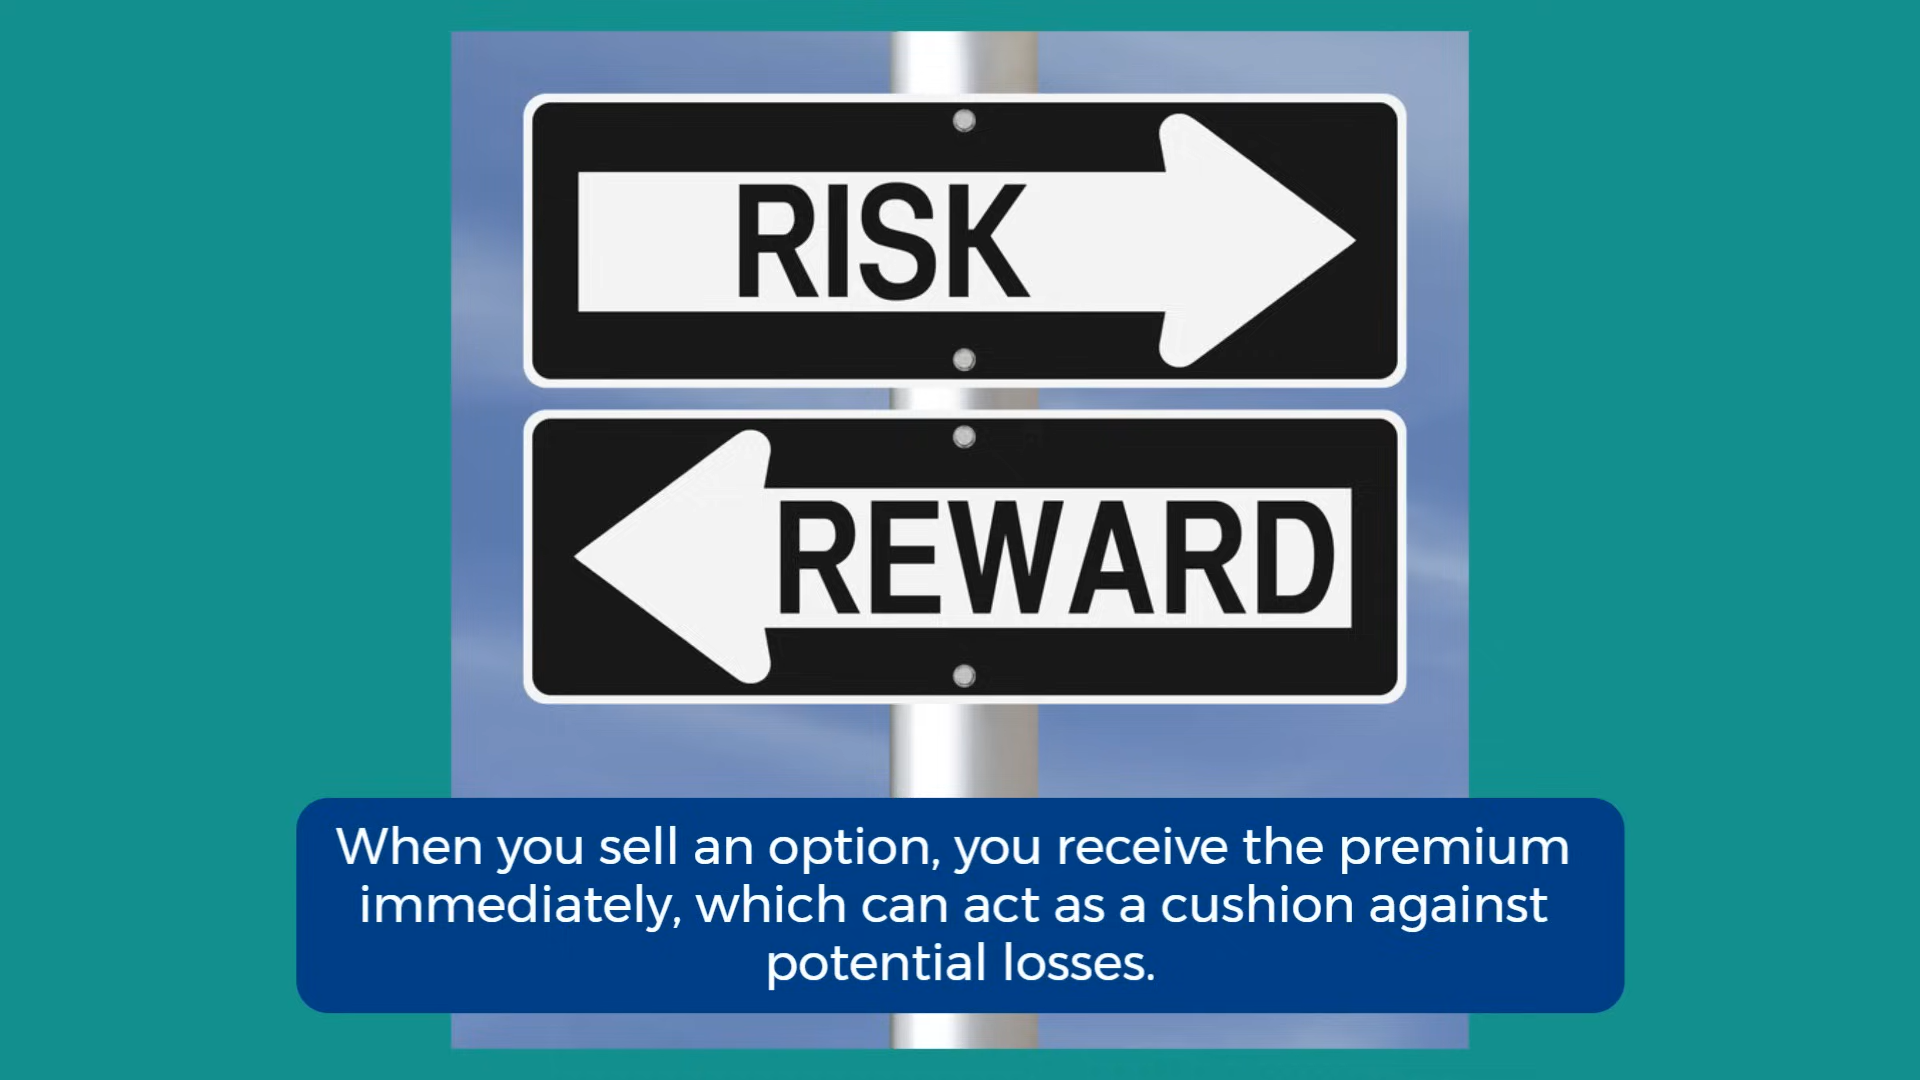 RISK
REWARD
When you sell an option, you receive the premium
immediately, which can act as a cushion against
potential losses.